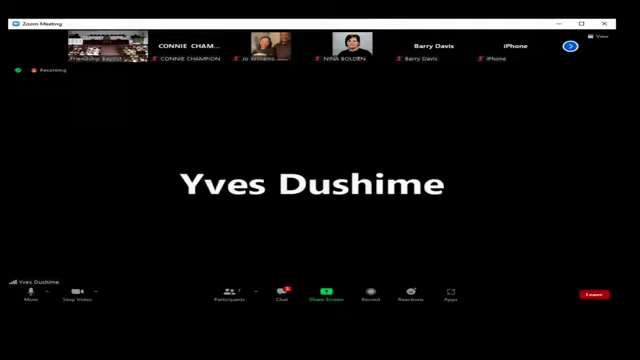 Zoom Meeting
View
CONNIE CHAM...
Barry Davis
iPhone
Friendship Baptist
CONNIE CHAMPION
Jo Williams
NINA BOLDEN
Barry Davis
iPhone
Recording
Yves Dushime
Yves Dushime
Mute
Stop Video
Participants
7
Chat
Share Screen
Record
Reactions
Apps
Leave